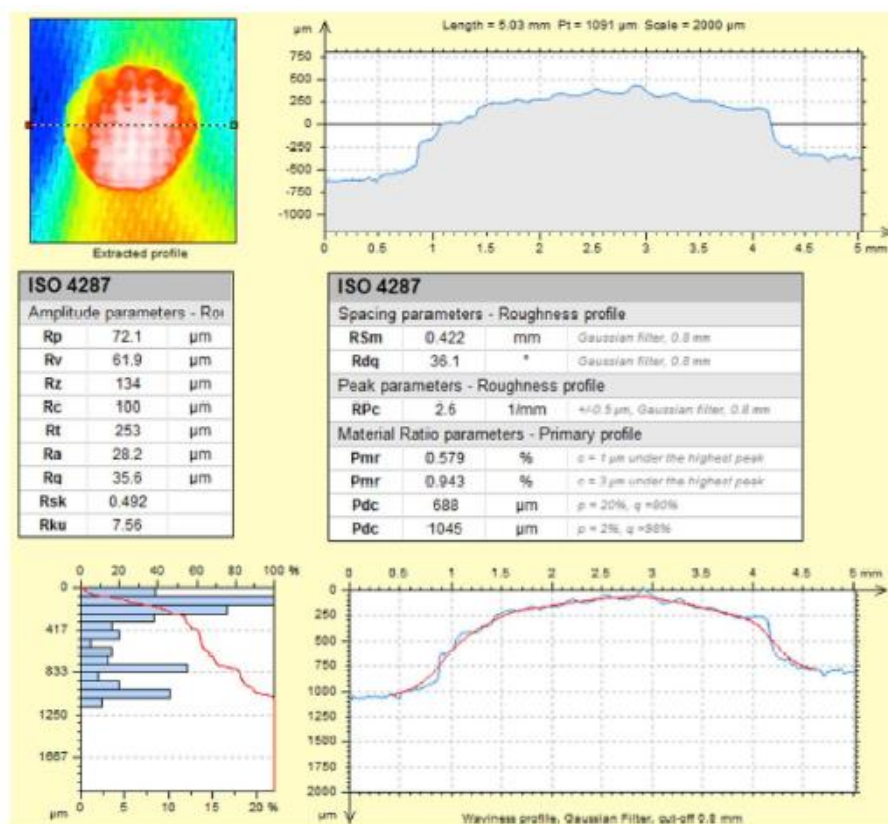 µm
Length = 5.03 mm Pt = 1091 µm Scale = 2000 µm
750
500
250
0
-250
-500
-750
-1000
0 0.5 1 1.5 2 2.5 3 3.5 4 4.5 5 mm
Extracted profile
ISO 4287
Amplitude parameters - Rou
Rp 72.1 µm
Rv 61.9 µm
Rz 134 µm
Rc 100 µm
Rt 253 µm
Ra 28.2 µm
Rq 35.6 µm
Rsk 0.492
Rku 7.56
ISO 4287
Spacing parameters - Roughness profile
RSm 0.422 mm Gaussian filter, 0.8 mm
Rdq 36.1 ° Gaussian filter, 0.8 mm
Peak parameters - Roughness profile
RPc 2.6 1/mm +/-0.5 µm, Gaussian filter, 0.8 mm
Material Ratio parameters - Primary profile
Pmr 0.579 % c = 1 µm under the highest peak
Pmr 0.943 % c = 3 µm under the highest peak
Pdc 688 µm p = 20%, q =80%
Pdc 1045 µm p = 2%, q =98%
0 20 40 60 80 100 %
0
417
833
1250
1667
µm
0 5 10 15 20 %
0 0.5 1 1.5 2 2.5 3 3.5 4 4.5 5 mm
0
250
500
750
1000
1250
1500
1750
2000
µm
Waviness profile, Gaussian Filter, cut-off 0.8 mm